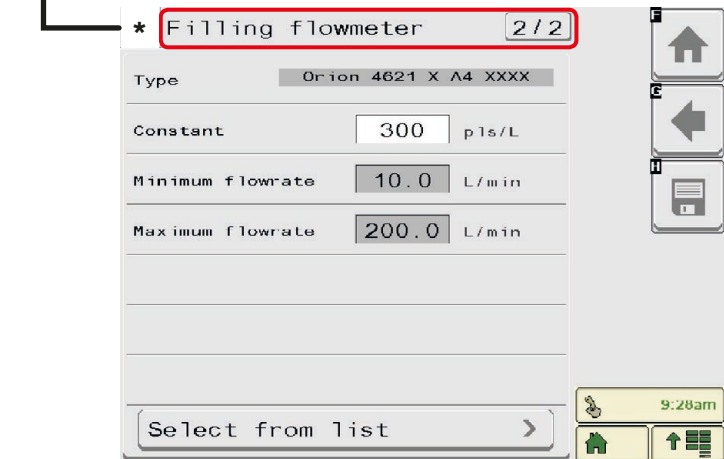 * Filling flowmeter 2/2
F
Type Orion 4621 X A4 XXXX
G
Constant 300 pls/L
Minimum flowrate 10.0 L/min
H
Maximum flowrate 200.0 L/min
Select from list >
9:28am